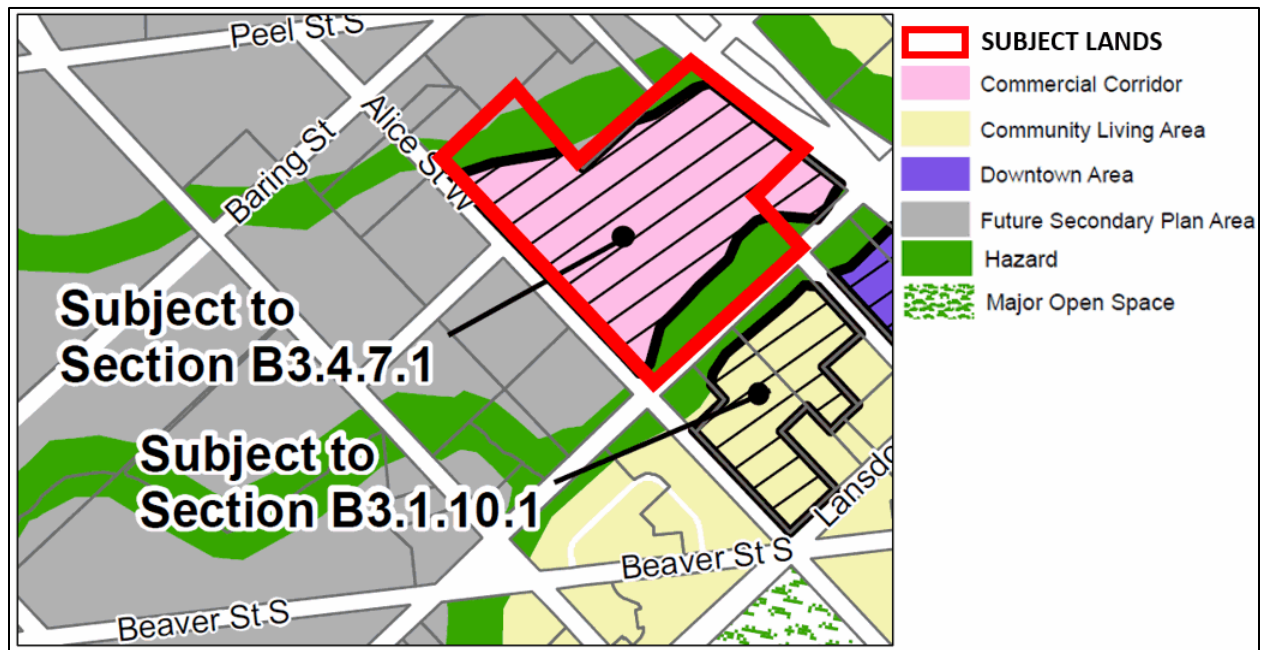 Peel St S
Alice St W
Baring St
Subject to
Section B3.4.7.1
Subject to
Section B3.1.10.1
Lansdo
Beaver St S
Beaver St S
SUBJECT LANDS
Commercial Corridor
Community Living Area
Downtown Area
Future Secondary Plan Area
Hazard
Major Open Space